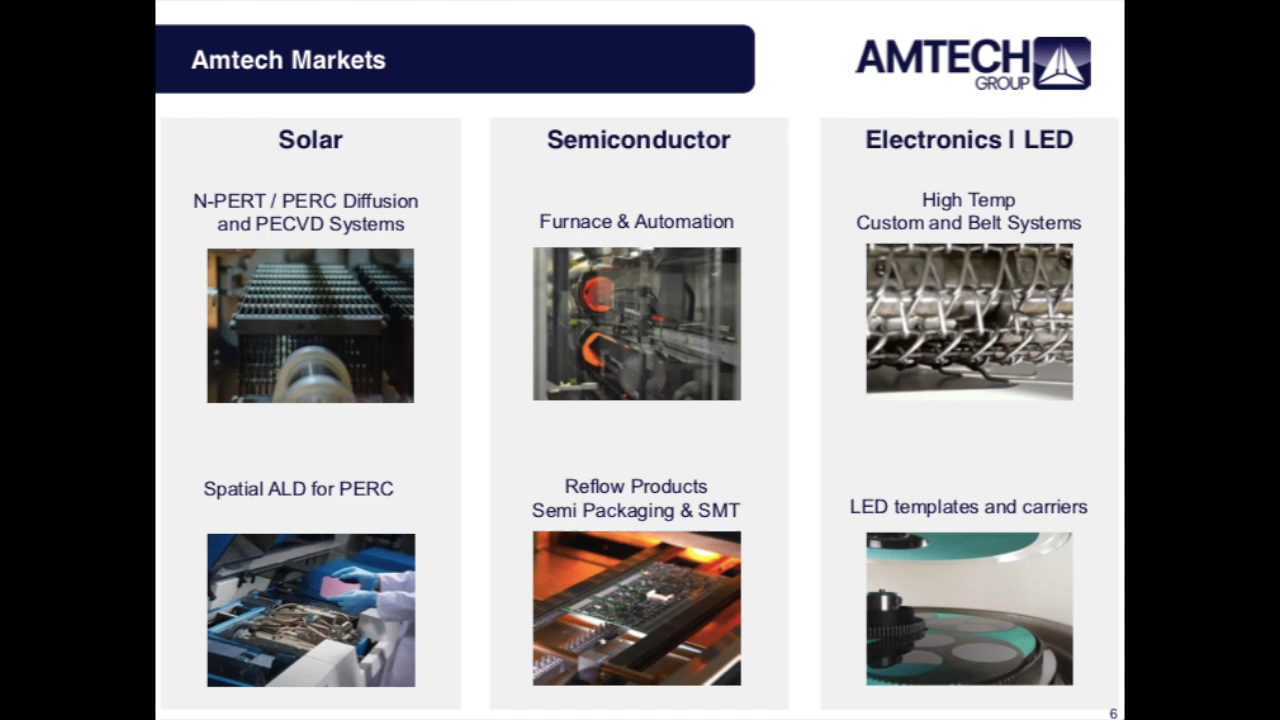 Amtech Markets
AMTECH
GROUP
Solar
N-PERT / PERC Diffusion
and PECVD Systems
Spatial ALD for PERC
Semiconductor
Furnace & Automation
Reflow Products
Semi Packaging & SMT
Electronics | LED
High Temp
Custom and Belt Systems
LED templates and carriers
6